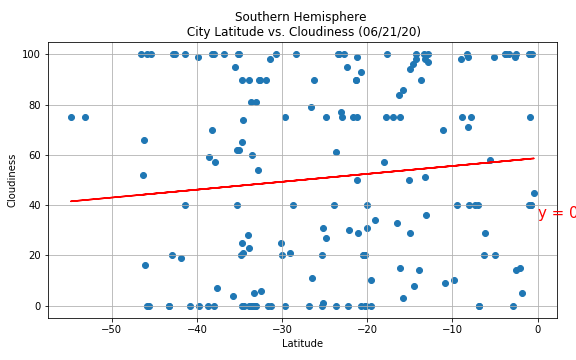 Southern Hemisphere
City Latitude vs. Cloudiness (06/21/20)
100
80
60
40
20
0
Cloudiness
y = 0
−50
−40
−30
−20
−10
0
Latitude